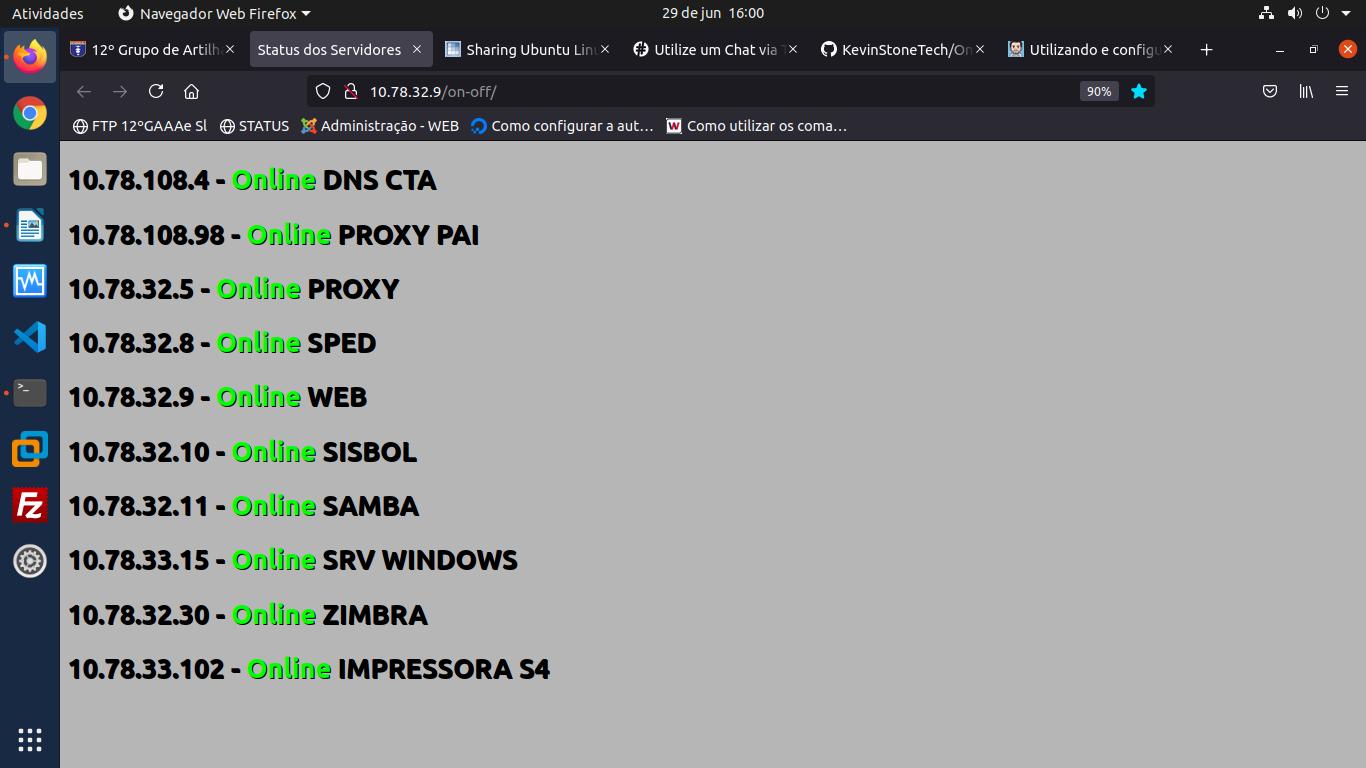 Atividades Navegador Web Firefox 29 de jun 16:00
12º Grupo de Artilha Status dos Servidores Sharing Ubuntu Linu Utilize um Chat via T KevinStoneTech/On Utilizando e configu
10.78.32.9/on-off/ 90%
FTP 12ºGAAAe Sl STATUS Administração - WEB Como configurar a aut… Como utilizar os coma…
10.78.108.4 - Online DNS CTA
10.78.108.98 - Online PROXY PAI
10.78.32.5 - Online PROXY
10.78.32.8 - Online SPED
10.78.32.9 - Online WEB
10.78.32.10 - Online SISBOL
10.78.32.11 - Online SAMBA
10.78.33.15 - Online SRV WINDOWS
10.78.32.30 - Online ZIMBRA
10.78.33.102 - Online IMPRESSORA S4